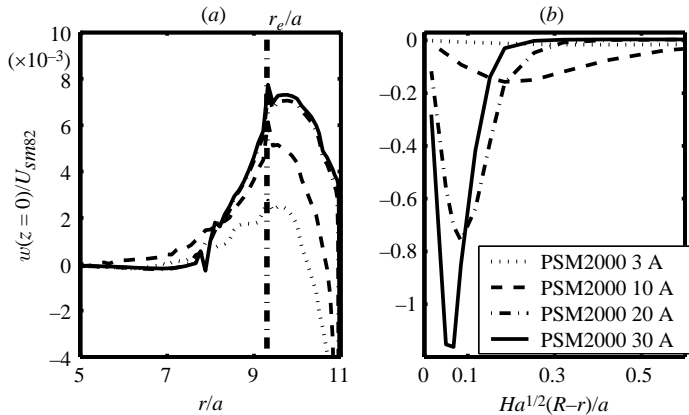 (a) r_e/a (b)
(×10⁻³)
10
8
6
4
2
0
−2
−4
w(z = 0)/U_sm82
5 7 9 11
r/a
0
−0.2
−0.4
−0.6
−0.8
−1
PSM2000 3 A
PSM2000 10 A
PSM2000 20 A
PSM2000 30 A
0 0.1 0.3 0.5
Ha^1/2(R–r)/a